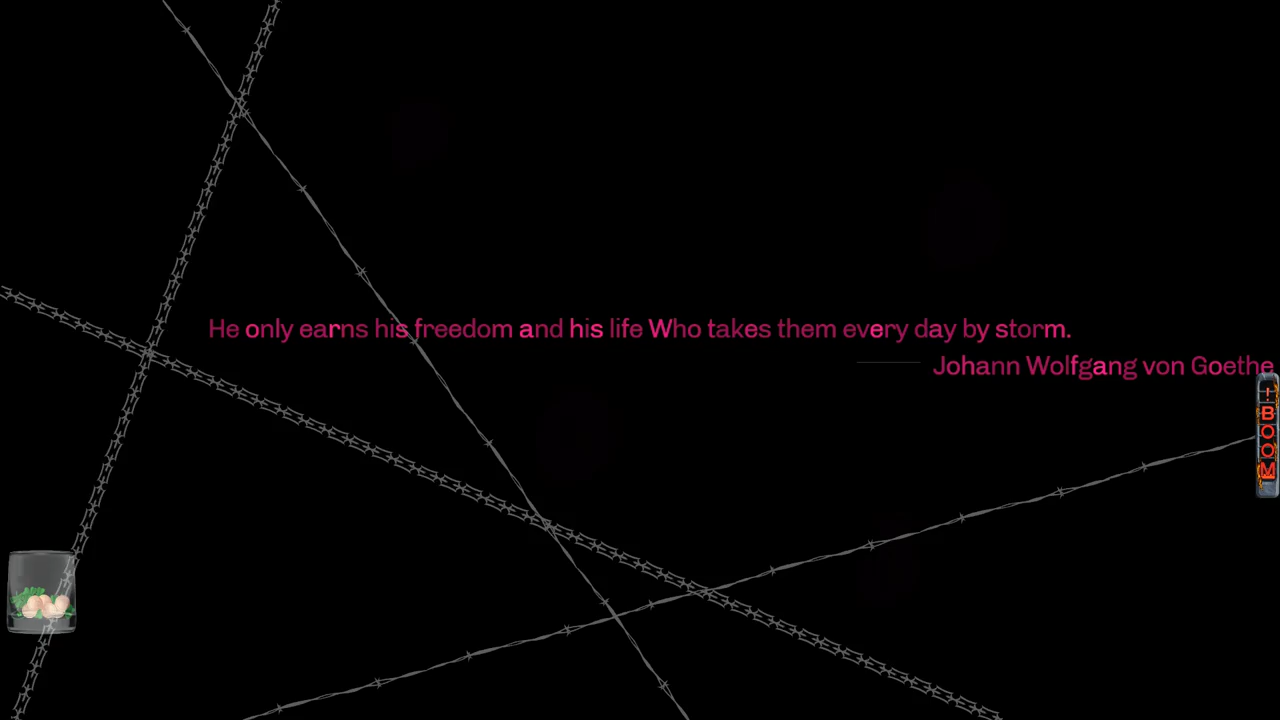 He only earns his freedom and his life Who takes them every day by storm.
Johann Wolfgang von Goethe
!BOOM